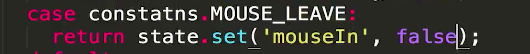 case constatns.MOUSE_LEAVE:
return state.set('mouseIn', false);